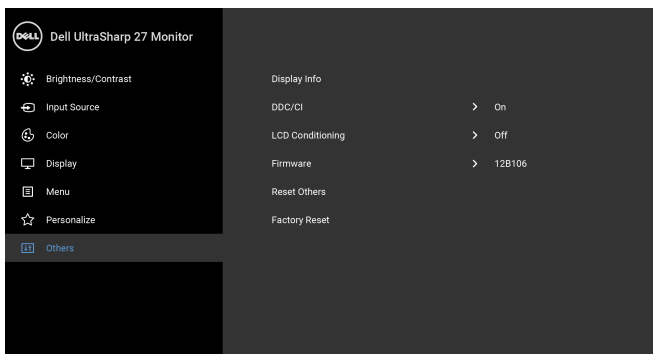 DELL
Dell UltraSharp 27 Monitor
Brightness/Contrast
Display Info
Input Source
DDC/CI > On
Color
LCD Conditioning > Off
Display
Firmware > 12B106
Menu
Reset Others
Personalize
Factory Reset
Others